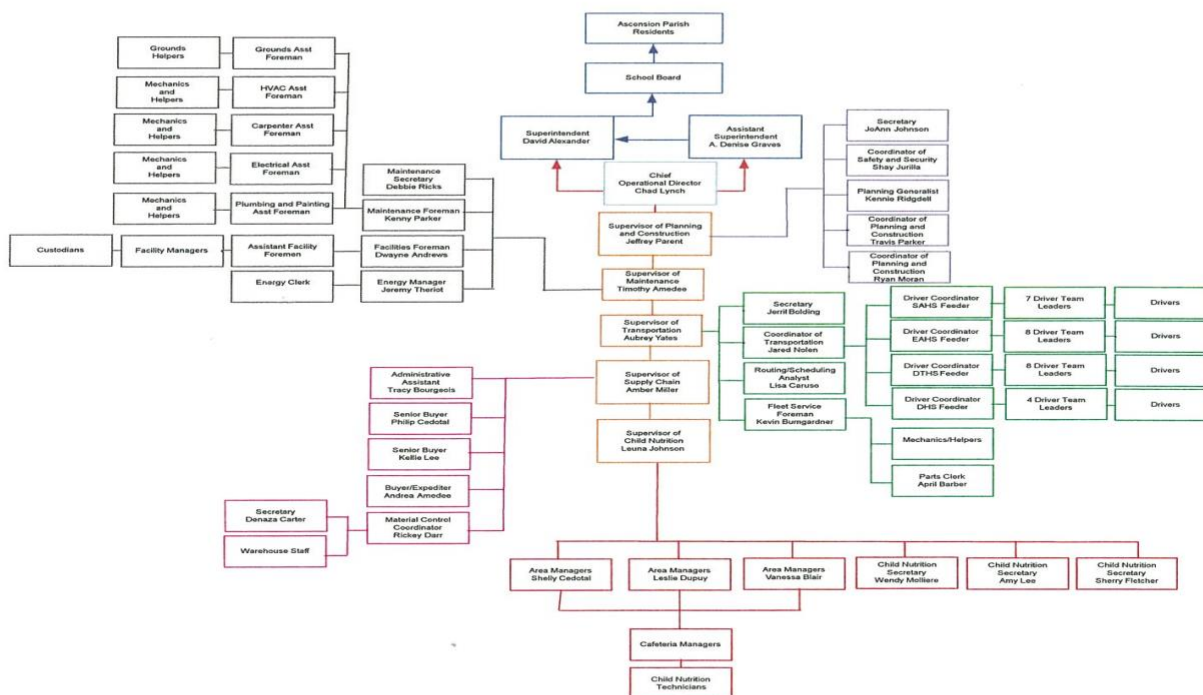 Ascension Parish
Residents
School Board
Superintendent
David Alexander
Assistant
Superintendent
A. Denise Graves
Chief
Operational Director
Chad Lynch
Supervisor of Planning
and Construction
Jeffrey Parent
Supervisor of
Maintenance
Timothy Amedee
Supervisor of
Transportation
Aubrey Yates
Supervisor of
Supply Chain
Amber Miller
Supervisor of
Child Nutrition
Leuna Johnson
Secretary
JoAnn Johnson
Coordinator of
Safety and Security
Shay Jurilla
Planning Generalist
Kennie Ridgdell
Coordinator of
Planning and
Construction
Travis Parker
Coordinator of
Planning and
Construction
Ryan Moran
Grounds
Helpers
Grounds Asst
Foreman
Mechanics
and
Helpers
HVAC Asst
Foreman
Mechanics
and
Helpers
Carpenter Asst
Foreman
Mechanics
and
Helpers
Electrical Asst
Foreman
Mechanics
and
Helpers
Plumbing and Painting
Asst Foreman
Maintenance
Secretary
Debbie Ricks
Maintenance Foreman
Kenny Parker
Custodians
Facility Managers
Assistant Facility
Foremen
Facilities Foreman
Dwayne Andrews
Energy Clerk
Energy Manager
Jeremy Theriot
Secretary
Jerril Bolding
Coordinator of
Transportation
Jared Nolen
Routing/Scheduling
Analyst
Lisa Caruso
Fleet Service
Foreman
Kevin Bumgardner
Driver Coordinator
SAHS Feeder
7 Driver Team
Leaders
Drivers
Driver Coordinator
EAHS Feeder
8 Driver Team
Leaders
Drivers
Driver Coordinator
DTHS Feeder
8 Driver Team
Leaders
Drivers
Driver Coordinator
DHS Feeder
4 Driver Team
Leaders
Drivers
Mechanics/Helpers
Parts Clerk
April Barber
Administrative
Assistant
Tracy Bourgeois
Senior Buyer
Philip Cedotal
Senior Buyer
Kellie Lee
Buyer/Expediter
Andrea Amedee
Material Control
Coordinator
Rickey Darr
Secretary
Denaza Carter
Warehouse Staff
Area Managers
Shelly Cedotal
Area Managers
Leslie Dupuy
Area Managers
Vanessa Blair
Child Nutrition
Secretary
Wendy Molliere
Child Nutrition
Secretary
Amy Lee
Child Nutrition
Secretary
Sherry Fletcher
Cafeteria Managers
Child Nutrition
Technicians